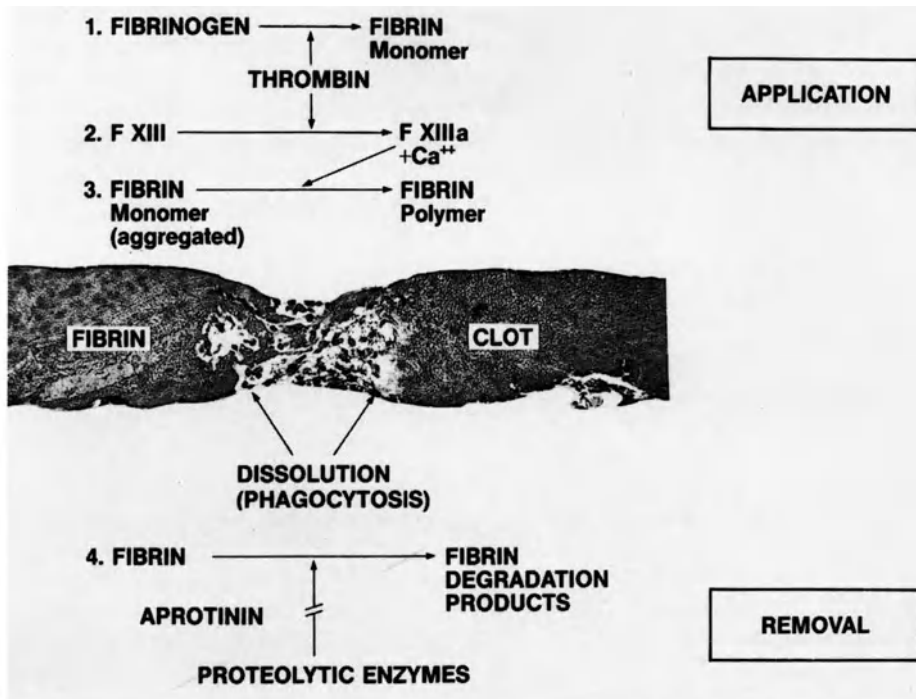 1. FIBRINOGEN FIBRIN
Monomer
THROMBIN
APPLICATION
2. F XIII F XIIIa
+Ca++
3. FIBRIN FIBRIN
Monomer Polymer
(aggregated)
FIBRIN CLOT
DISSOLUTION
(PHAGOCYTOSIS)
4. FIBRIN FIBRIN
DEGRADATION
PRODUCTS
APROTININ
REMOVAL
PROTEOLYTIC ENZYMES